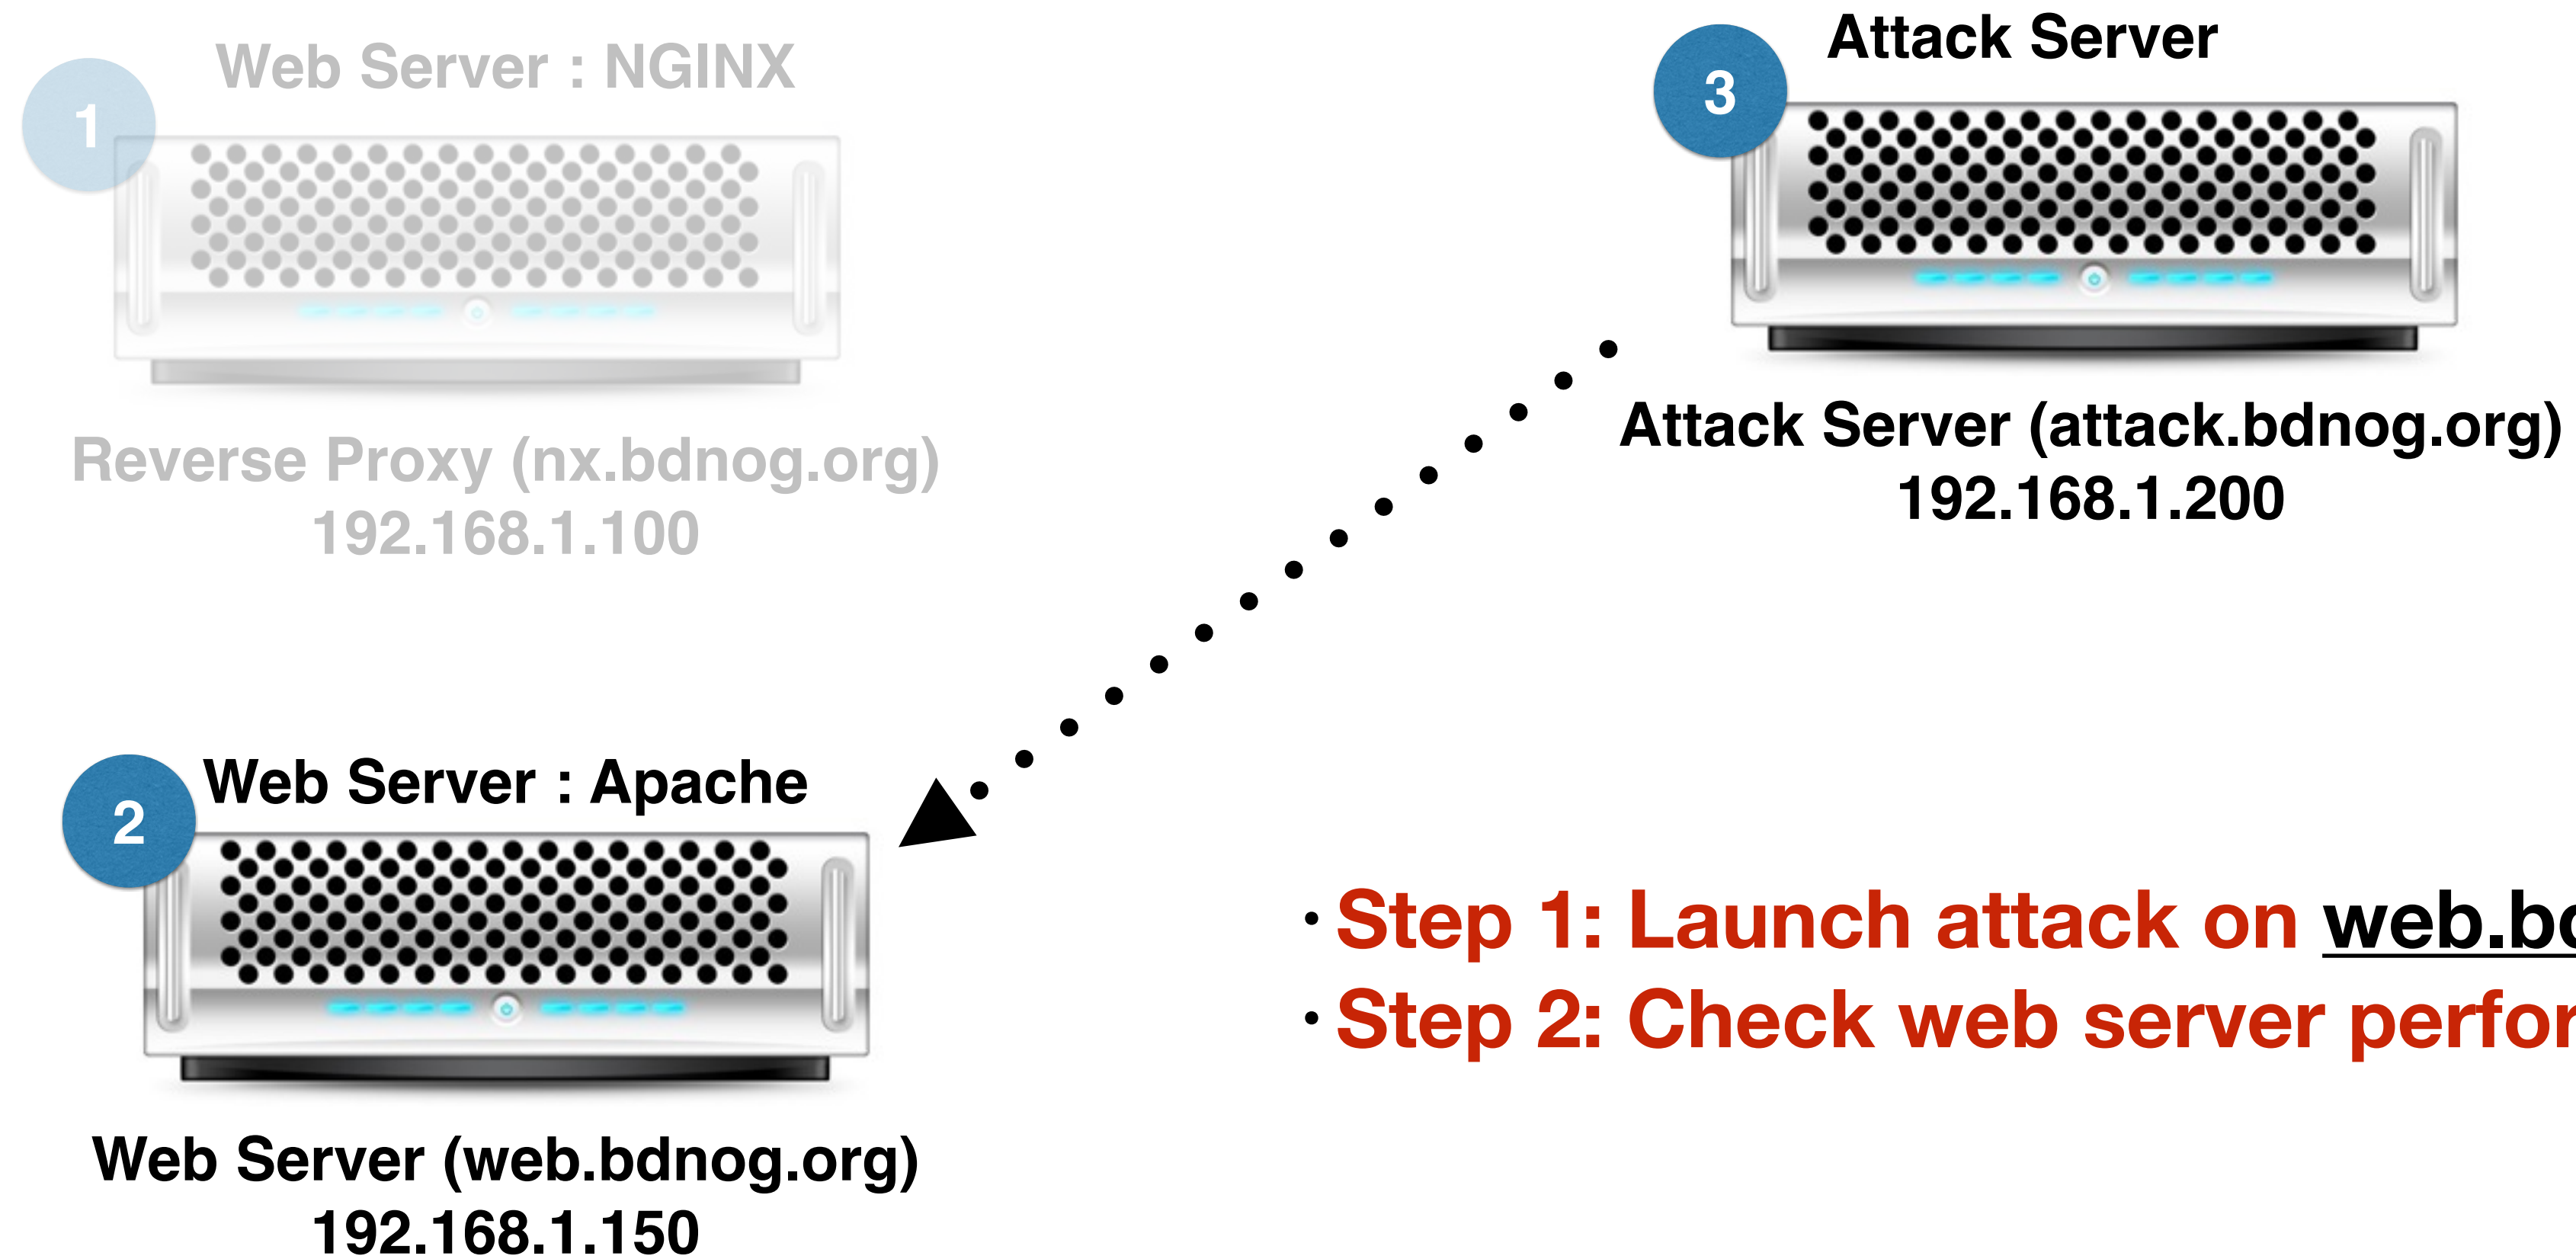 Web Server : NGINX
1
Reverse Proxy (nx.bdnog.org)
192.168.1.100
Attack Server
3
Attack Server (attack.bdnog.org)
192.168.1.200
Web Server : Apache
2
Web Server (web.bdnog.org)
192.168.1.150
• Step 1: Launch attack on
• Step 2: Check web server